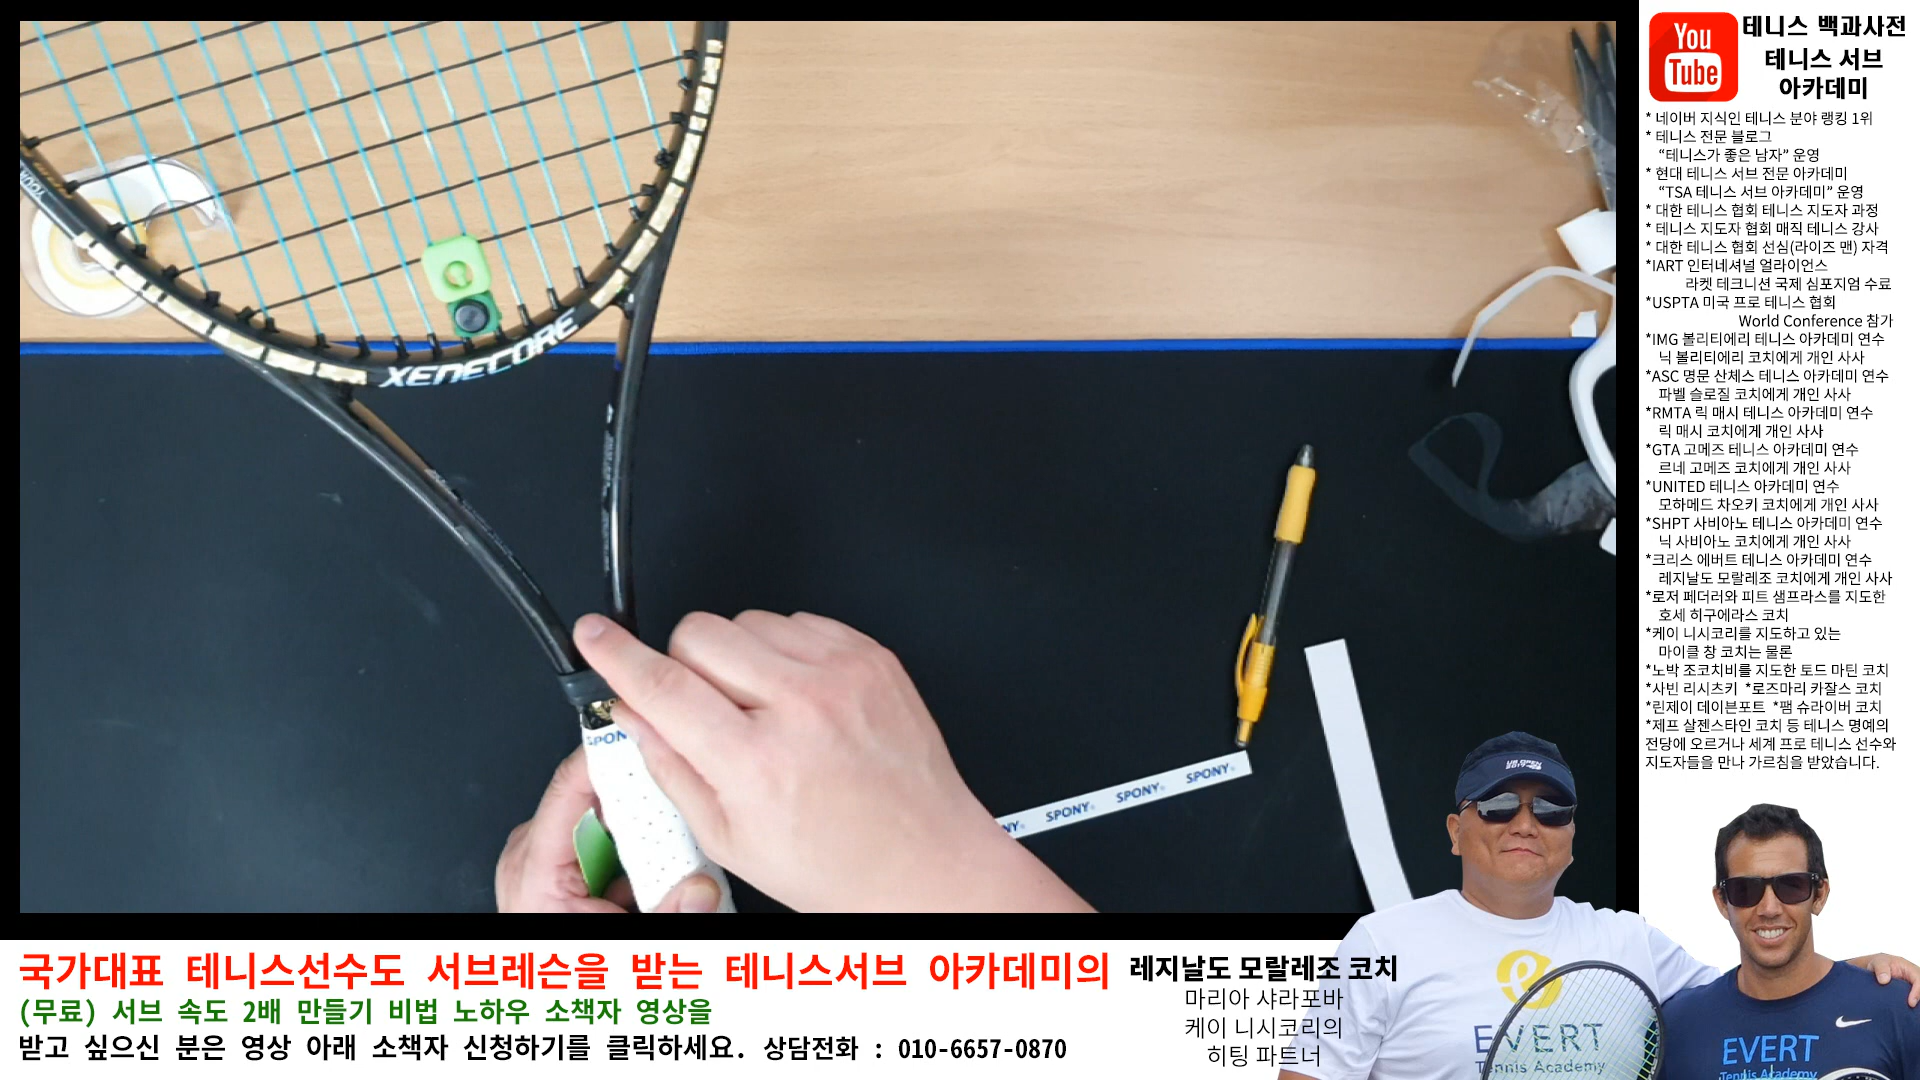 You
Tube
테니스 백과사전
테니스 서브
아카데미
* 네이버 지식인 테니스 분야 랭킹 1위
* 테니스 전문 블로그
“테니스가 좋은 남자” 운영
* 현대 테니스 서브 전문 아카데미
“TSA 테니스 서브 아카데미” 운영
* 대한 테니스 협회 테니스 지도자 과정
* 테니스 지도자 협회 매직 테니스 강사
* 대한 테니스 협회 선심(라이즈 맨) 자격
*IART 인터네셔널 얼라이언스
라켓 테크니션 국제 심포지엄 수료
*USPTA 미국 프로 테니스 협회
World Conference 참가
*IMG 볼리티에리 테니스 아카데미 연수
닉 볼리티에리 코치에게 개인 사사
*ASC 명문 산체스 테니스 아카데미 연수
파벨 슬로질 코치에게 개인 사사
*RMTA 릭 매시 테니스 아카데미 연수
릭 매시 코치에게 개인 사사
*GTA 고메즈 테니스 아카데미 연수
르네 고메즈 코치에게 개인 사사
*UNITED 테니스 아카데미 연수
모하메드 차오키 코치에게 개인 사사
*SHPT 사비아노 테니스 아카데미 연수
닉 사비아노 코치에게 개인 사사
*크리스 에버트 테니스 아카데미 연수
레지날도 모랄레조 코치에게 개인 사사
*로저 페더러와 피트 샘프라스를 지도한
호세 히구에라스 코치
*케이 니시코리를 지도하고 있는
마이클 창 코치는 물론
*노박 조코치비를 지도한 토드 마틴 코치
*사빈 리시츠키 *로즈마리 카잘스 코치
*린제이 데이븐포트 *팸 슈라이버 코치
*제프 살젠스타인 코치 등 테니스 명예의
전당에 오르거나 세계 프로 테니스 선수와
지도자들을 만나 가르침을 받았습니다.
XENECORE
SPON
SPONY
SPONY
SPONY
NY
US OPEN
2017
국가대표 테니스선수도 서브레슨을 받는 테니스서브 아카데미의
(무료) 서브 속도 2배 만들기 비법 노하우 소책자 영상을
받고 싶으신 분은 영상 아래 소책자 신청하기를 클릭하세요. 상담전화 : 010-6657-0870
레지날도 모랄레조 코치
마리아 샤라포바
케이 니시코리의
히팅 파트너
EVERT
Tennis Academy
EVERT
Tennis Academy